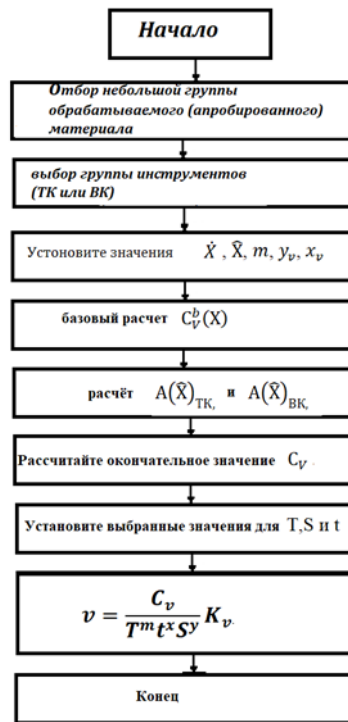 Начало
Отбор небольшой группы
обрабатываемого (апробированного)
материала
выбор группы инструментов
(ТК или ВК)
Устоновите значения Ẋ , X̂, m, y_v, x_v
базовый расчет C_V^b(X)
расчёт A(X̂)_ТК, и A(X̂)_ВК,
Рассчитайте окончательное значение C_V .
Установите выбранные значения для T,S и t
v = C_v / (T^m t^x S^y) K_v.
Конец